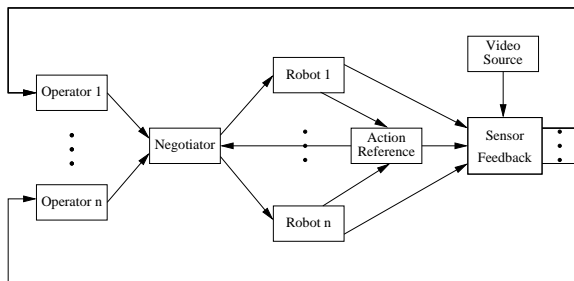 Video
Source
Robot 1
Operator 1
Negotiator
Action
Reference
Sensor
Feedback
Operator n
Robot n